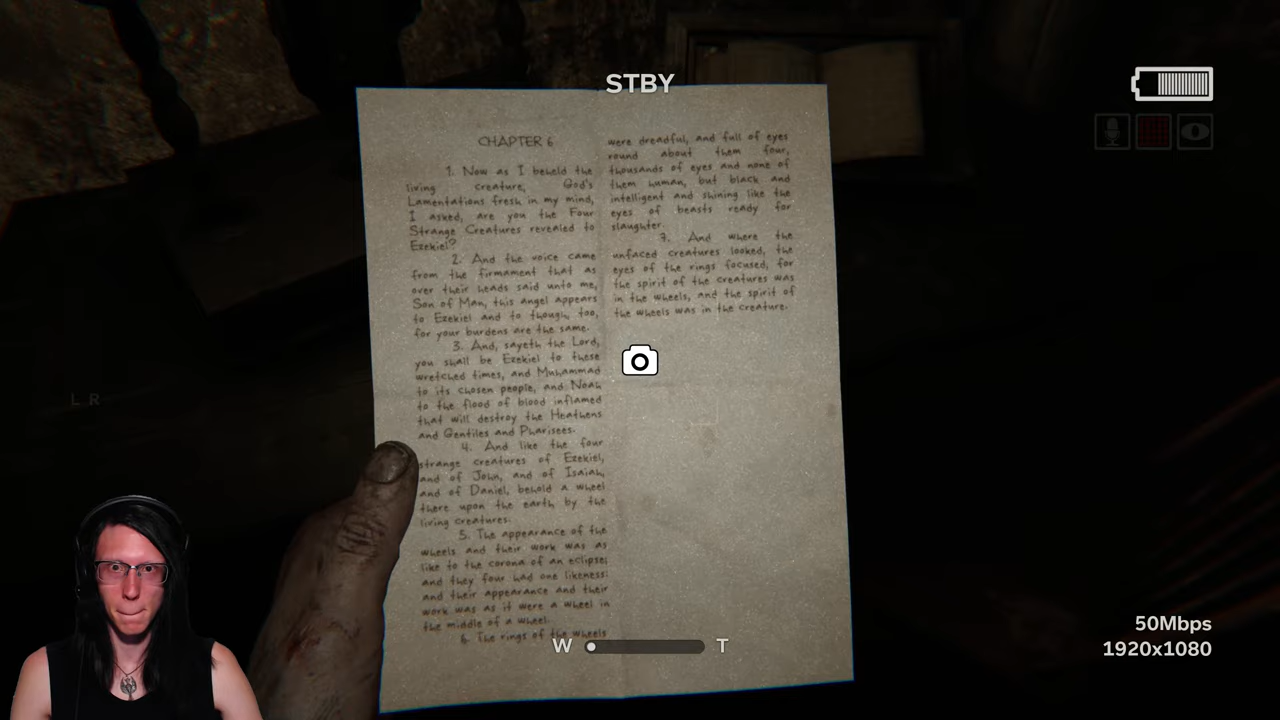 STBY
CHAPTER 6
1. Now as I beheld the
living creature, God's
Lamentations fresh in my mind,
I asked, are you the Four
Strange Creatures revealed to
Ezekiel?
2. And the voice came
from the firmament that as
over their heads said unto me,
Son of Man, this angel appears
to Ezekiel and to though, too,
for your burdens are the same.
3. And, sayeth the Lord,
you shall be Ezekiel to these
wretched times, and Muhammad
to its chosen people, and Noah
to the flood of blood inflamed
that will destroy the Heathens
and Gentiles and Pharisees.
4. And like the four
strange creatures of Ezekiel,
and of John, and of Isaiah,
and of Daniel, behold a wheel
there upon the earth by the
living creatures.
5. The appearance of the
wheels and their work was as
like to the corona of an eclipse;
and they four had one likeness;
and their appearance and their
work was as it were a wheel in
the middle of a wheel.
6. The rings of the wheels
were dreadful, and full of eyes
round about them four,
thousands of eyes and none of
them human, but black and
intelligent and shining like the
eyes of beasts ready for
slaughter.
7. And where the
unfaced creatures looked, the
eyes of the rings focused, for
the spirit of the creatures was
in the wheels, and the spirit of
the wheels was in the creature.
L R
W T
50Mbps
1920x1080